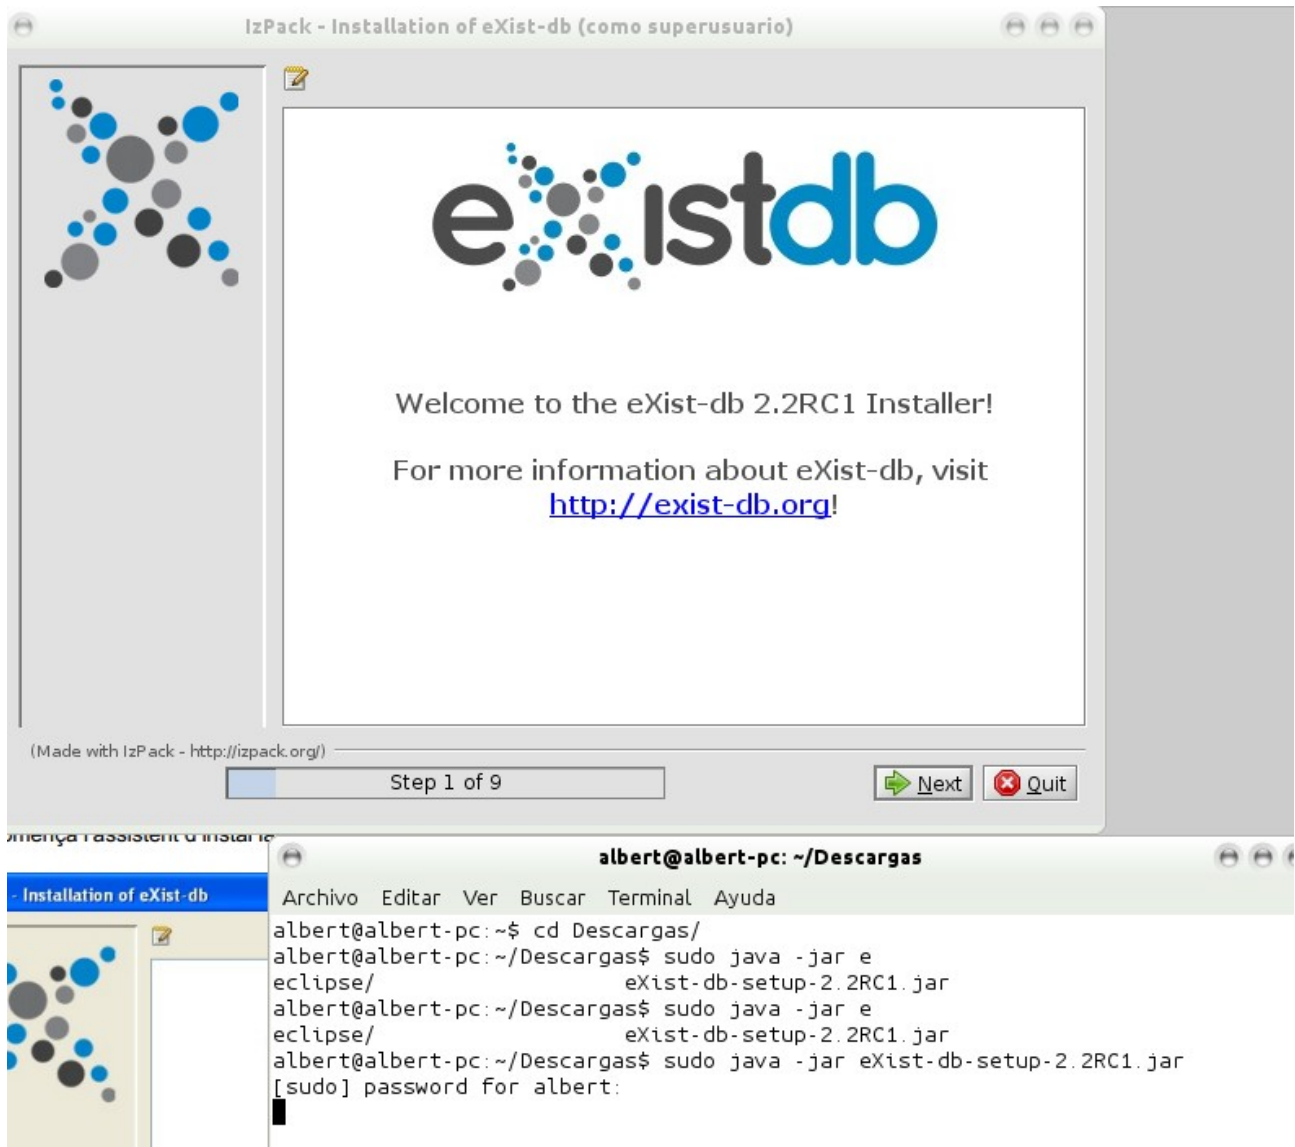 IzPack - Installation of eXist-db (como superusuario)
eXistdb
Welcome to the eXist-db 2.2RC1 Installer!
For more information about eXist-db, visit
http://exist-db.org!
(Made with IzPack - http://izpack.org/)
Step 1 of 9
Next
Quit
albert@albert-pc: ~/Descargas
- Installation of eXist-db
Archivo Editar Ver Buscar Terminal Ayuda
albert@albert-pc:~$ cd Descargas/
albert@albert-pc:~/Descargas$ sudo java -jar e
eclipse/ eXist-db-setup-2.2RC1.jar
albert@albert-pc:~/Descargas$ sudo java -jar e
eclipse/ eXist-db-setup-2.2RC1.jar
albert@albert-pc:~/Descargas$ sudo java -jar eXist-db-setup-2.2RC1.jar
[sudo] password for albert: